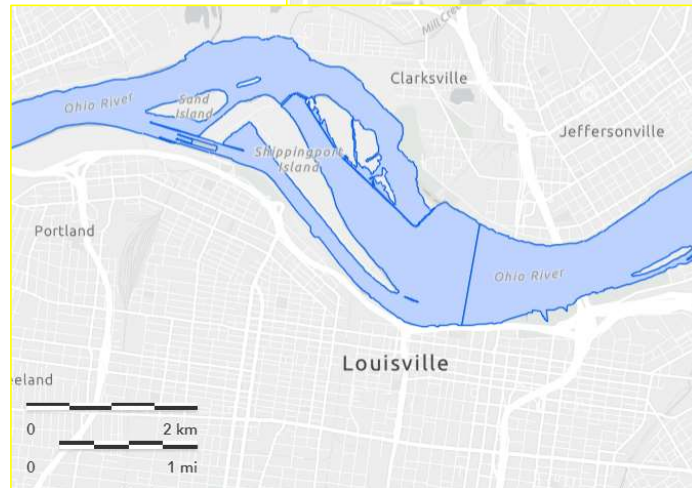 Mill Cree
Clarksville
Ohio River
Sand
Island
Jeffersonville
Shippingport
Island
Portland
Ohio River
Louisville
eeland
0 2 km
0 1 mi